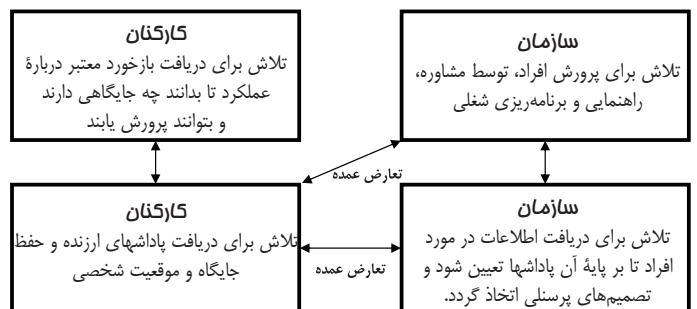 سازمان
تلاش برای پرورش افراد، توسط مشاوره،
راهنمایی و برنامه‌ریزی شغلی
کارکنان
تلاش برای دریافت بازخورد معتبر دربارۀ
عملکرد تا بدانند چه جایگاهی دارند
و بتوانند پرورش یابند
تعارض عمده
سازمان
تلاش برای دریافت اطلاعات در مورد
افراد تا بر پایۀ آن پاداشها تعیین شود و
تصمیم‌های پرسنلی اتخاذ گردد.
تعارض عمده
کارکنان
تلاش برای دریافت پاداشهای ارزنده و حفظ
جایگاه و موقعیت شخصی